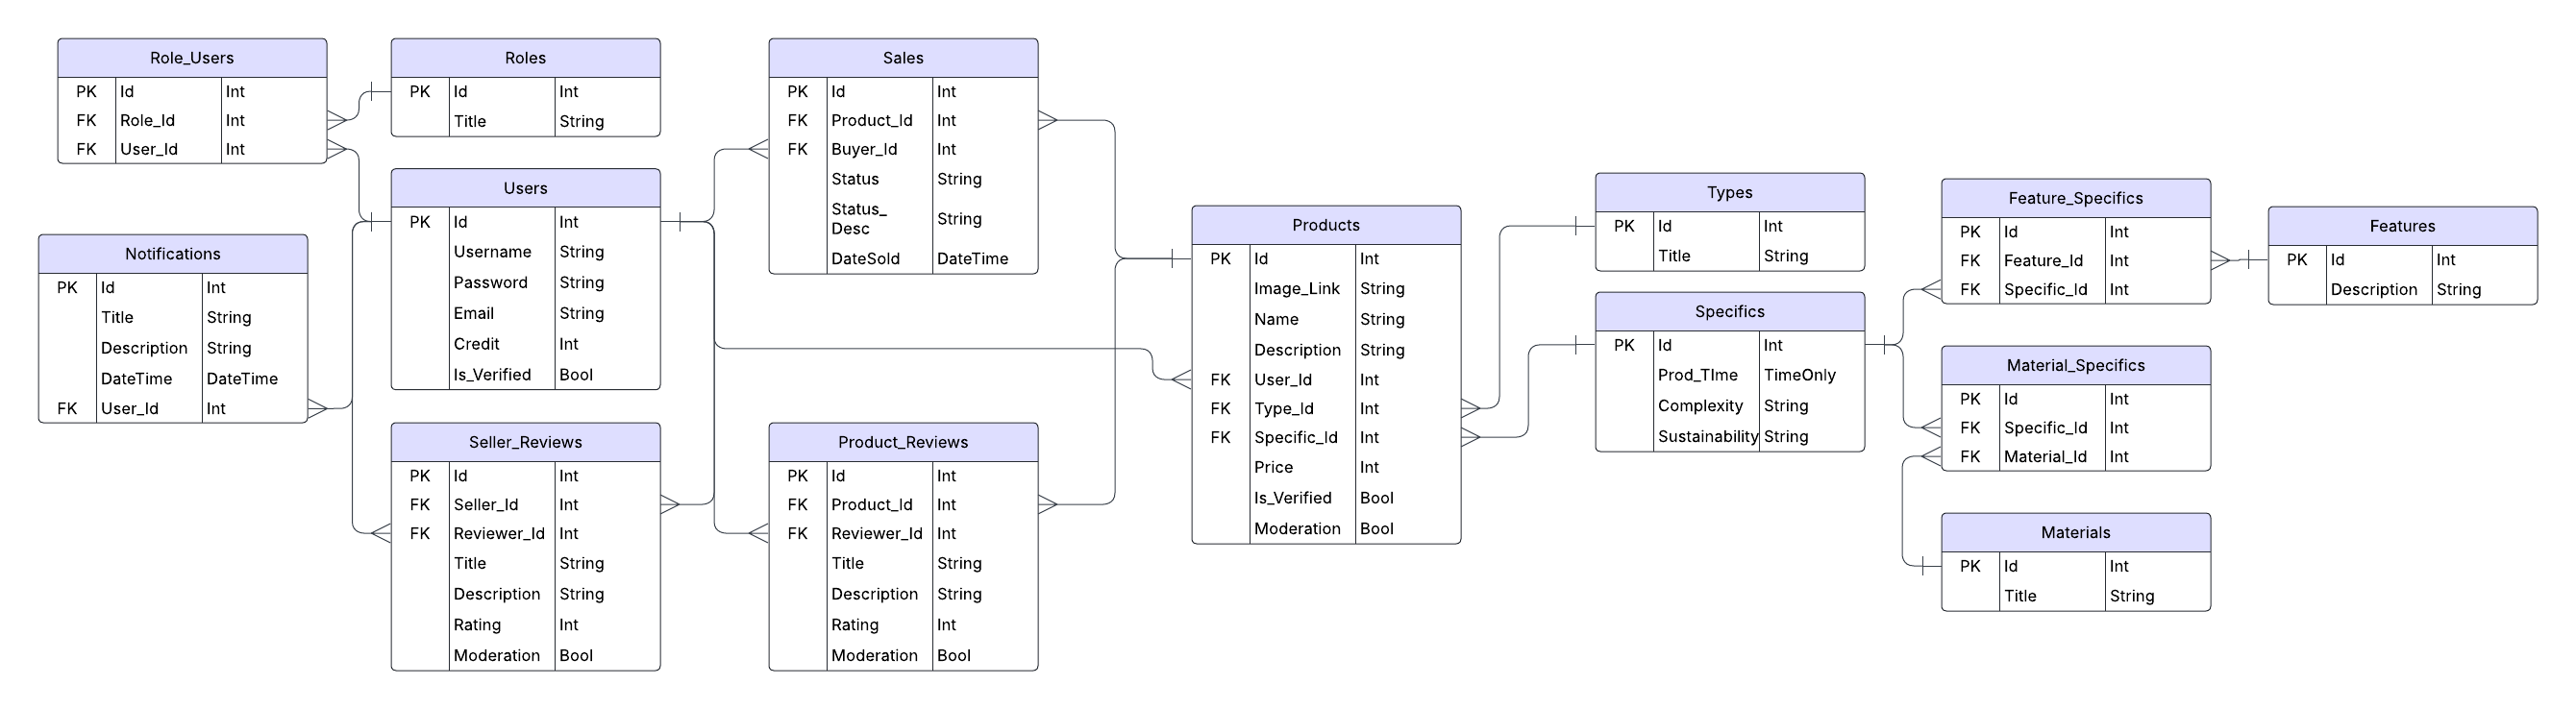 Role_Users
PK Id Int
FK Role_Id Int
FK User_Id Int
Roles
PK Id Int
Title String
Users
PK Id Int
Username String
Password String
Email String
Credit Int
Is_Verified Bool
Notifications
PK Id Int
Title String
Description String
DateTime DateTime
FK User_Id Int
Seller_Reviews
PK Id Int
FK Seller_Id Int
FK Reviewer_Id Int
Title String
Description String
Rating Int
Moderation Bool
Sales
PK Id Int
FK Product_Id Int
FK Buyer_Id Int
Status String
Status_
Desc String
DateSold DateTime
Product_Reviews
PK Id Int
FK Product_Id Int
FK Reviewer_Id Int
Title String
Description String
Rating Int
Moderation Bool
Products
PK Id Int
Image_Link String
Name String
Description String
FK User_Id Int
FK Type_Id Int
FK Specific_Id Int
Price Int
Is_Verified Bool
Moderation Bool
Types
PK Id Int
Title String
Specifics
PK Id Int
Prod_TIme TimeOnly
Complexity String
Sustainability String
Feature_Specifics
PK Id Int
FK Feature_Id Int
FK Specific_Id Int
Material_Specifics
PK Id Int
FK Specific_Id Int
FK Material_Id Int
Materials
PK Id Int
Title String
Features
PK Id Int
Description String